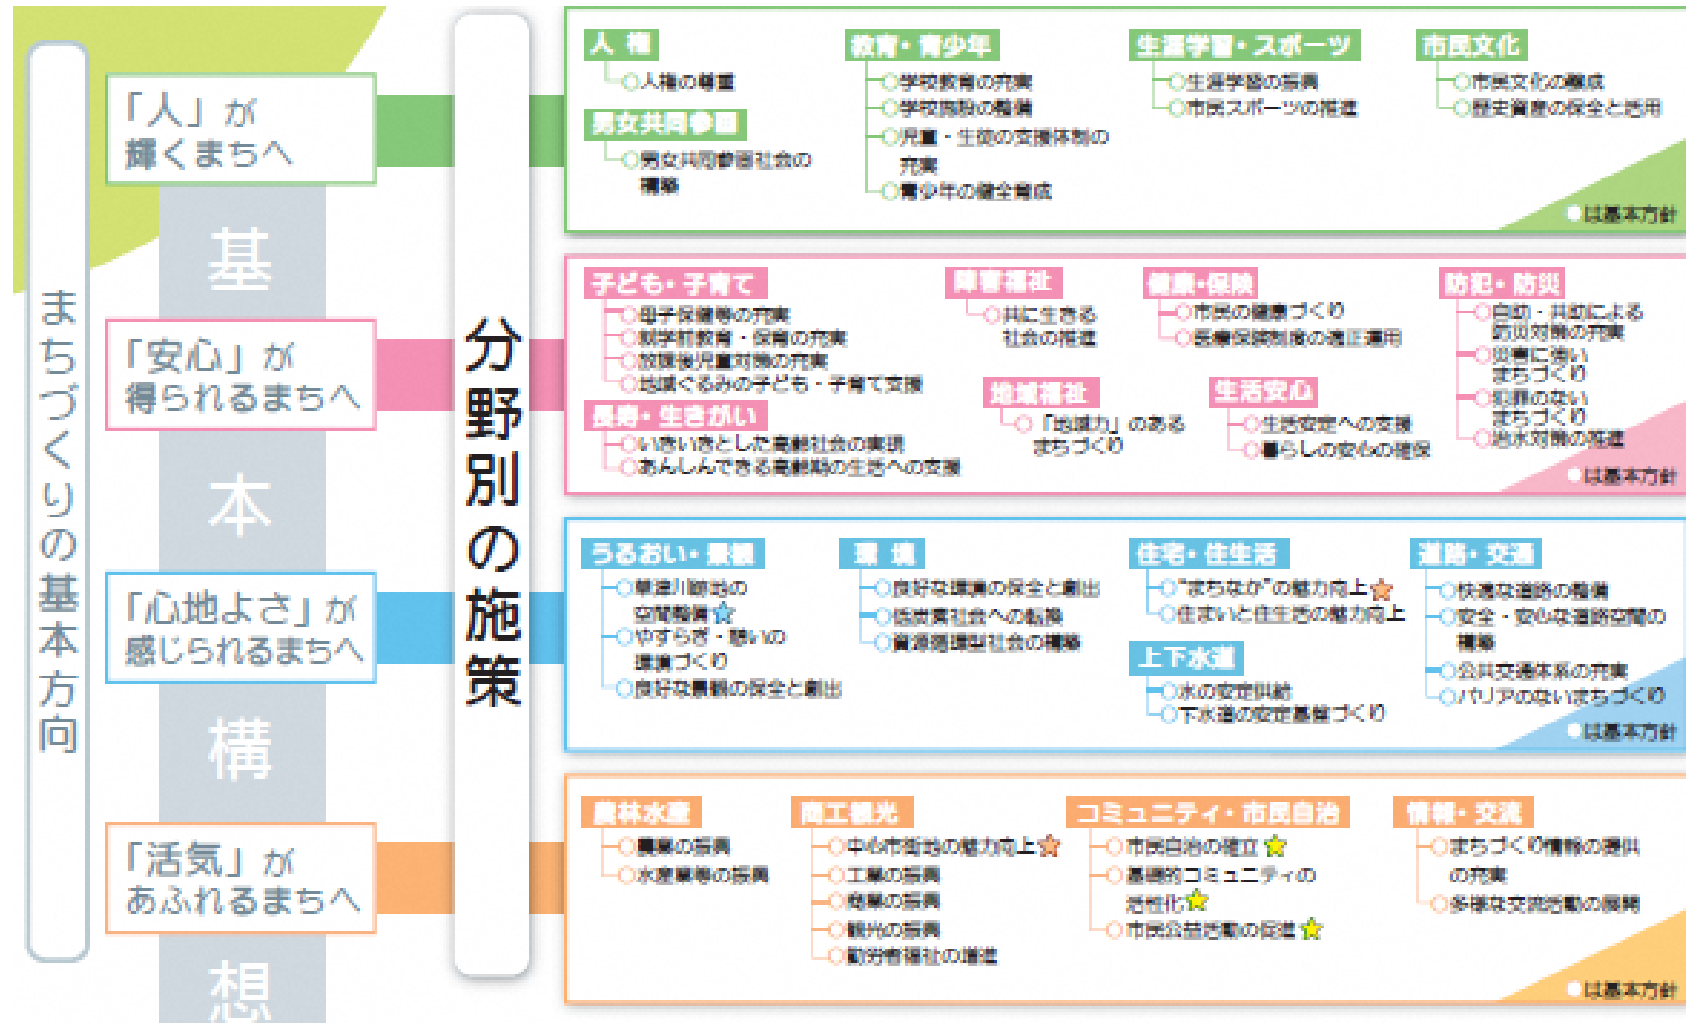 まちづくりの基本方向
基本構想
「人」が
輝くまちへ
「安心」が
得られるまちへ
「心地よさ」が
感じられるまちへ
「活気」が
あふれるまちへ
分野別の施策
人 権
○人権の尊重
男女共同参画
○男女共同参画社会の
構築
教育・青少年
○学校教育の充実
○学校施設の整備
○児童・生徒の支援体制の
充実
○青少年の健全育成
生涯学習・スポーツ
○生涯学習の振興
○市民スポーツの推進
市民文化
○市民文化の醸成
○歴史資産の保全と活用
○は基本方針
子ども・子育て
○母子保健等の充実
○就学前教育・保育の充実
○放課後児童対策の充実
○地域ぐるみの子ども・子育て支援
長寿・生きがい
○いきいきとした高齢社会の実現
○あんしんできる高齢期の生活への支援
障害福祉
○共に生きる
社会の推進
地域福祉
○「地域力」のある
まちづくり
健康・保険
○市民の健康づくり
○医療保険制度の適正運用
生活安心
○生活安定への支援
○暮らしの安心の確保
防犯・防災
○自助・共助による
防災対策の充実
○災害に強い
まちづくり
○犯罪のない
まちづくり
○治水対策の推進
○は基本方針
うるおい・景観
○草津川跡地の
空間整備☆
○やすらぎ・憩いの
環境づくり
○良好な景観の保全と創出
環 境
○良好な環境の保全と創出
○低炭素社会への転換
○資源循環型社会の構築
住宅・住生活
○“まちなか”の魅力向上☆
○住まいと住生活の魅力向上
上下水道
○水の安定供給
○下水道の安定基盤づくり
道路・交通
○快適な道路の整備
○安全・安心な道路空間の
構築
○公共交通体系の充実
○バリアのないまちづくり
○は基本方針
農林水産
○農業の振興
○水産業等の振興
商工観光
○中心市街地の魅力向上☆
○工業の振興
○商業の振興
○観光の振興
○勤労者福祉の増進
コミュニティ・市民自治
○市民自治の確立☆
○基礎的コミュニティの
活性化☆
○市民公益活動の促進☆
情報・交流
○まちづくり情報の提供
の充実
○多様な交流活動の展開
○は基本方針